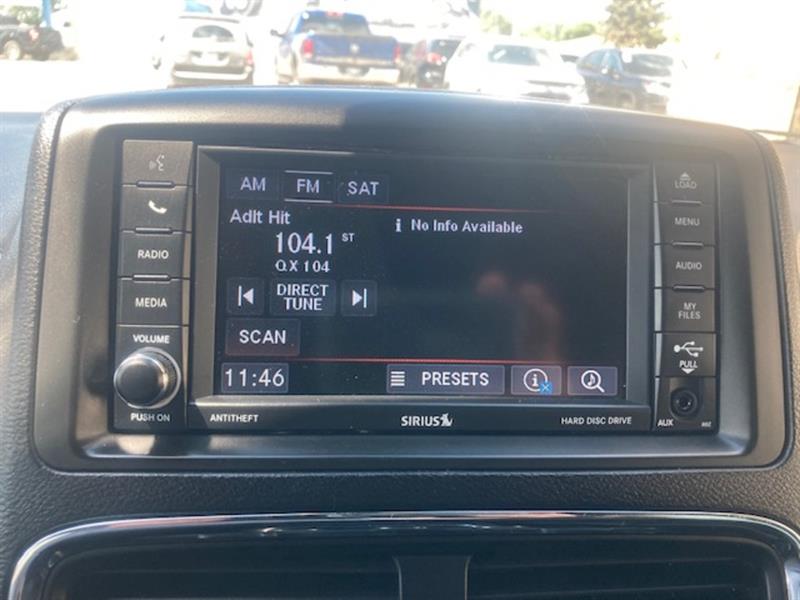 AM FM SAT
Adlt Hit
104.1 ST
QX 104
i No Info Available
DIRECT
TUNE
SCAN
11:46
PRESETS
RADIO
MEDIA
VOLUME
PUSH ON
LOAD
MENU
AUDIO
MY
FILES
PULL
AUX
ANTITHEFT
SIRIUS
HARD DISC DRIVE